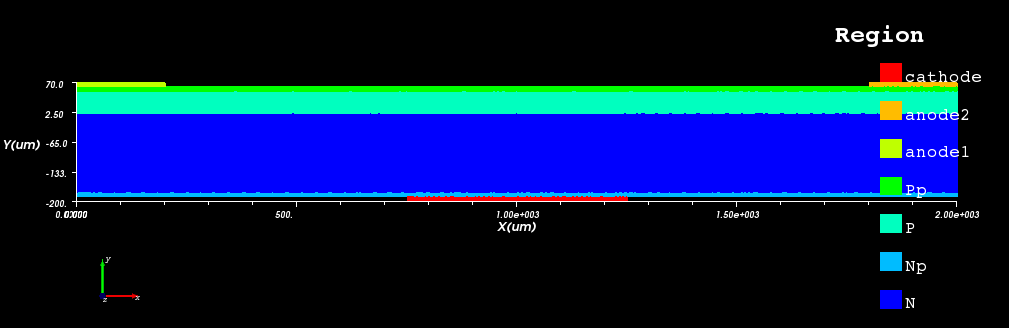 Region
cathode
anode2
anode1
Pp
P
Np
N
Y(um)
70.0
2.50
-65.0
-133.
-200.
500.
1.00e+003
1.50e+003
2.00e+003
X(um)
y
z
x